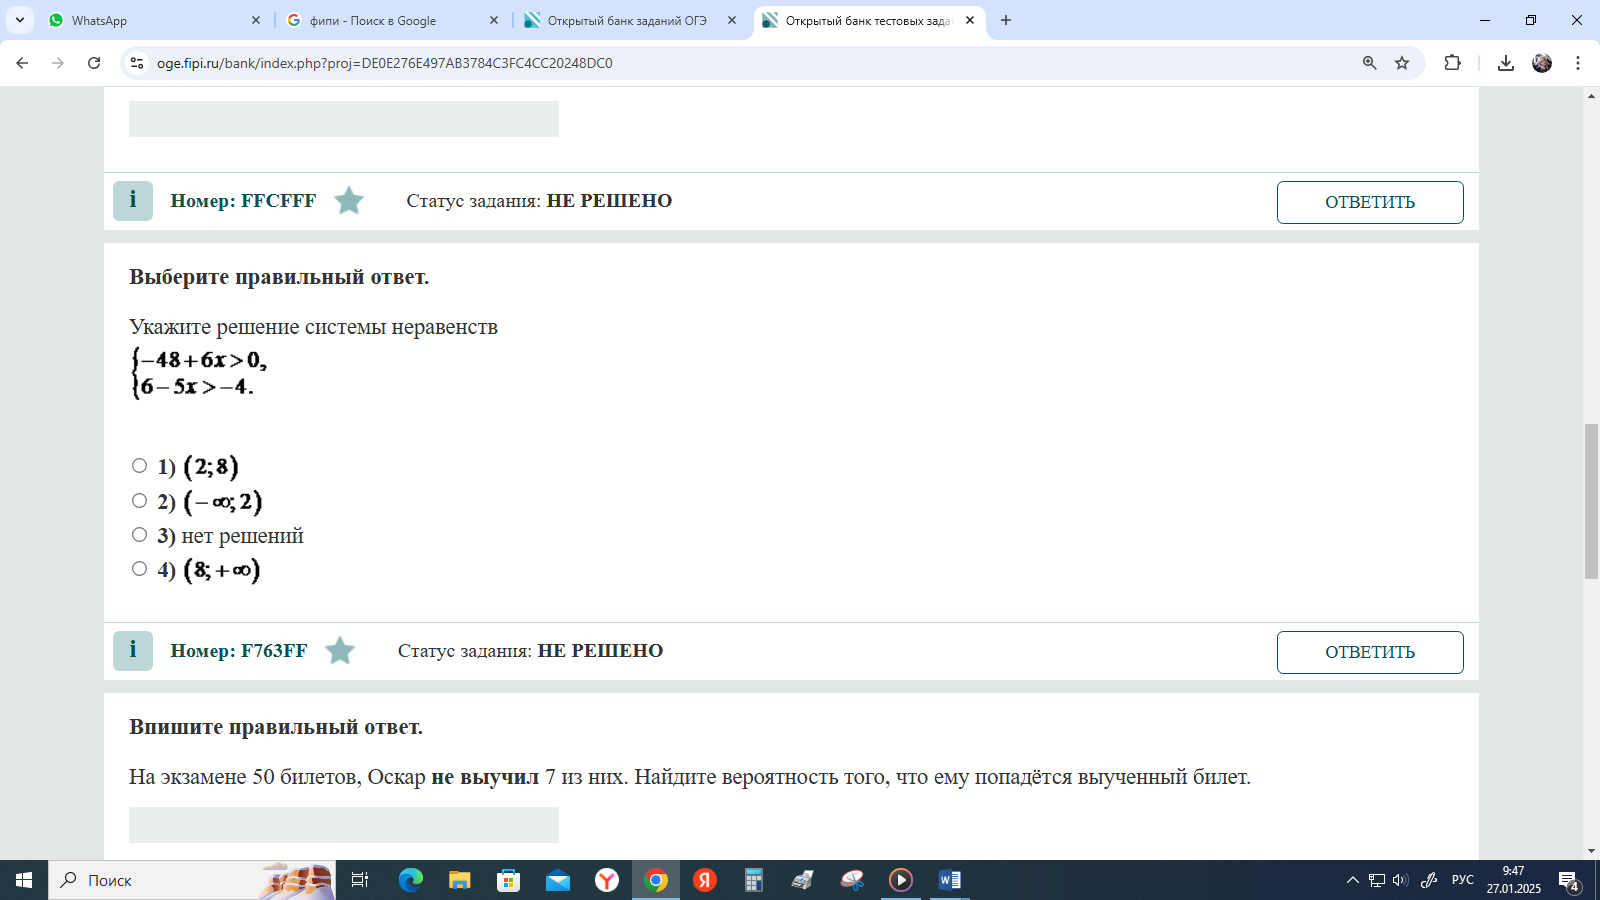 WhatsApp
фипи - Поиск в Google
Открытый банк заданий ОГЭ
Открытый банк тестовых зада
oge.fipi.ru/bank/index.php?proj=DE0E276E497AB3784C3FC4CC20248DC0
i Номер: FFCFFF Статус задания: НЕ РЕШЕНО ОТВЕТИТЬ
Выберите правильный ответ.
Укажите решение системы неравенств
−48+6x>0,
6−5x>−4.
1) (2;8)
2) (−∞;2)
3) нет решений
4) (8;+∞)
i Номер: F763FF Статус задания: НЕ РЕШЕНО ОТВЕТИТЬ
Впишите правильный ответ.
На экзамене 50 билетов, Оскар не выучил 7 из них. Найдите вероятность того, что ему попадётся выученный билет.
Поиск
РУС
9:47
27.01.2025
4